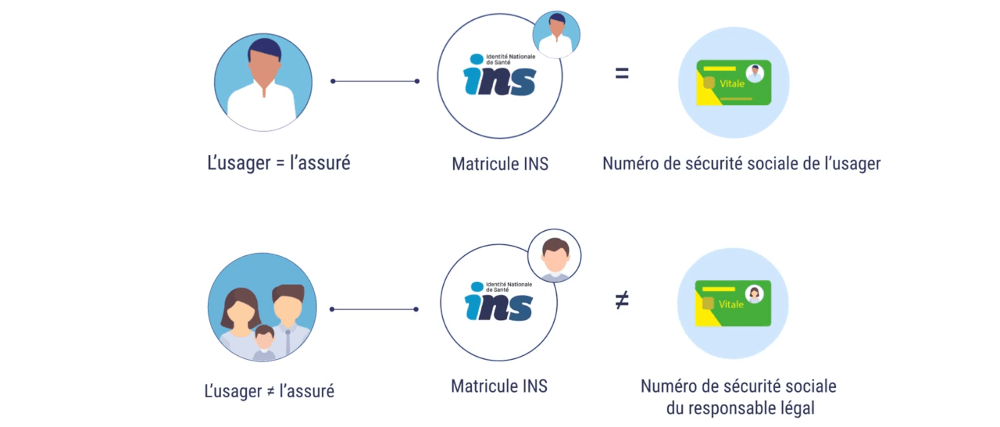 Identité Nationale
de Santé
ins
Vitale
L'usager = l'assuré
Matricule INS
=
Numéro de sécurité sociale de l'usager
Identité Nationale
de Santé
ins
≠
Vitale
L'usager ≠ l'assuré
Matricule INS
Numéro de sécurité sociale
du responsable légal